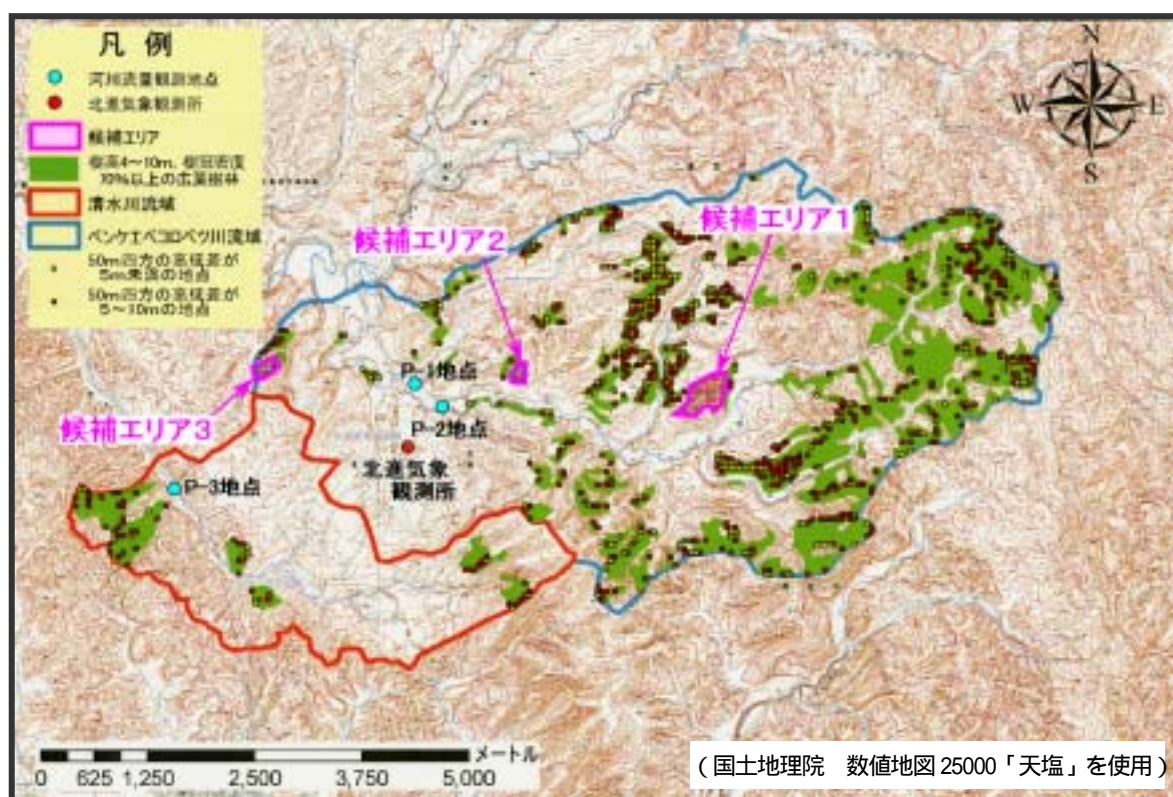 凡 例
河川流量観測地点
北進気象観測所
候補エリア
樹高4～10m、樹冠密度
70%以上の広葉樹林
清水川流域
ペンケエベコロベツ川流域
50m四方の高低差が
5m未満の地点
50m四方の高低差が
5～10mの地点
N
W
E
S
候補エリア1
候補エリア2
候補エリア3
P-1地点
P-2地点
北進気象
観測所
P-3地点
メートル
0 625 1,250 2,500 3,750 5,000
(国土地理院 数値地図25000「天塩」を使用)